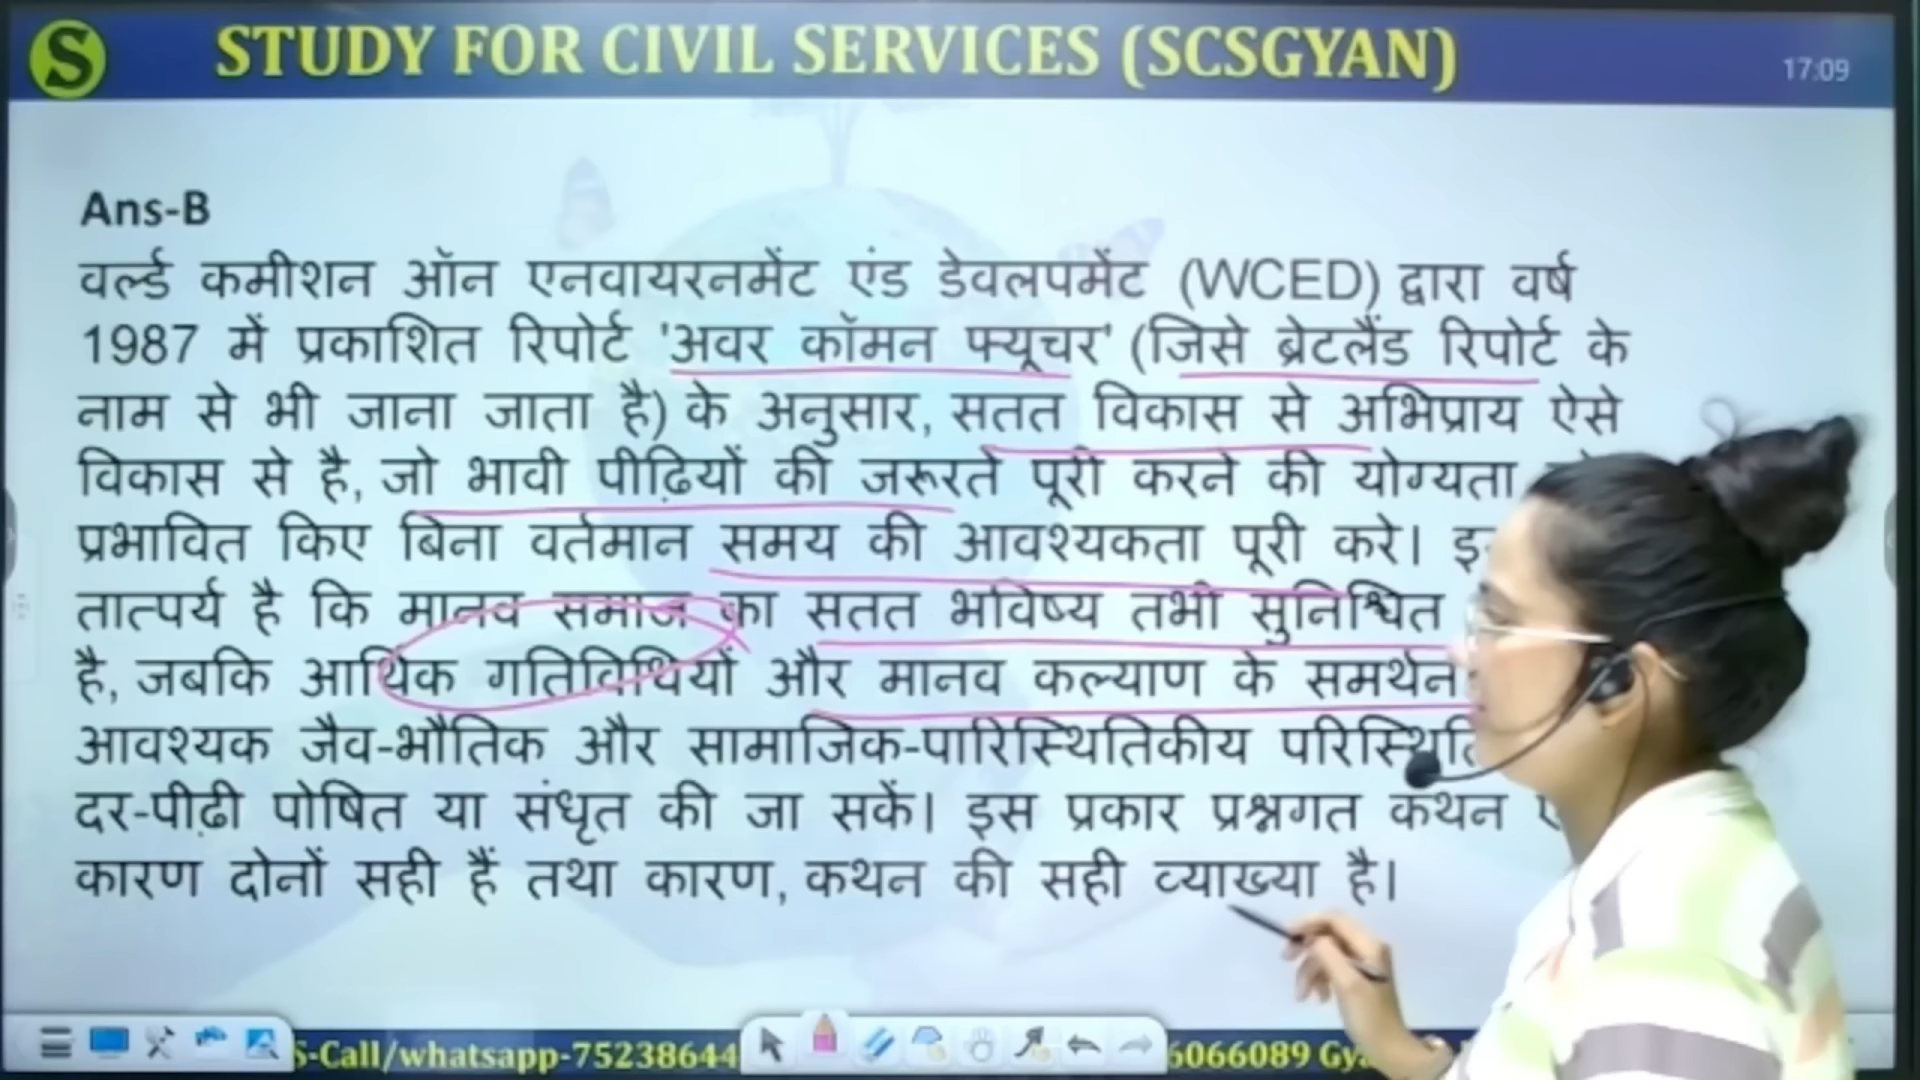 S STUDY FOR CIVIL SERVICES (SCSGYAN) 17:09
Ans-B
वर्ल्ड कमीशन ऑन एनवायरनमेंट एंड डेवलपमेंट (WCED) द्वारा वर्ष
1987 में प्रकाशित रिपोर्ट 'अवर कॉमन फ्यूचर' (जिसे ब्रेटलैंड रिपोर्ट के
नाम से भी जाना जाता है) के अनुसार, सतत विकास से अभिप्राय ऐसे
विकास से है, जो भावी पीढ़ियों की जरूरतें पूरी करने की योग्यता
प्रभावित किए बिना वर्तमान समय की आवश्यकता पूरी करे।
तात्पर्य है कि मानव समाज का सतत भविष्य तभी सुनिश्चित
है, जबकि आर्थिक गतिविधियों और मानव कल्याण के समर्थन
आवश्यक जैव-भौतिक और सामाजिक-पारिस्थितिकीय
दर-पीढ़ी पोषित या संधृत की जा सकें। इस प्रकार प्रश्नगत कथन
कारण दोनों सही हैं तथा कारण, कथन की सही व्याख्या है।
S-Call/whatsapp-75238644 6066089